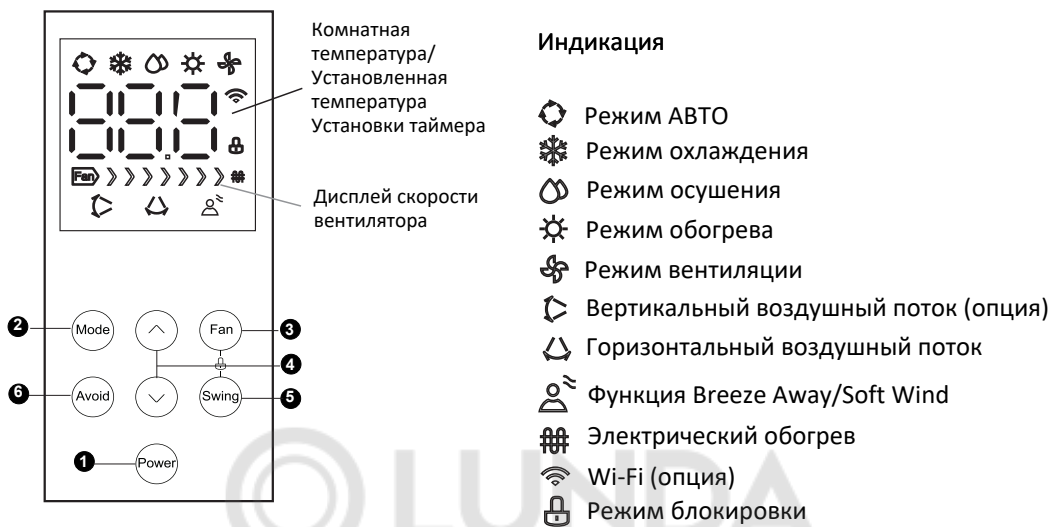 Комнатная
температура/
Установленная
температура
Установки таймера
Дисплей скорости
вентилятора
888
Fan
2
Mode
Fan
3
4
6
Avoid
Swing
5
1
Power
Индикация
Режим АВТО
Режим охлаждения
Режим осушения
Режим обогрева
Режим вентиляции
Вертикальный воздушный поток (опция)
Горизонтальный воздушный поток
Функция Breeze Away/Soft Wind
Электрический обогрев
Wi-Fi (опция)
Режим блокировки
LUNDA